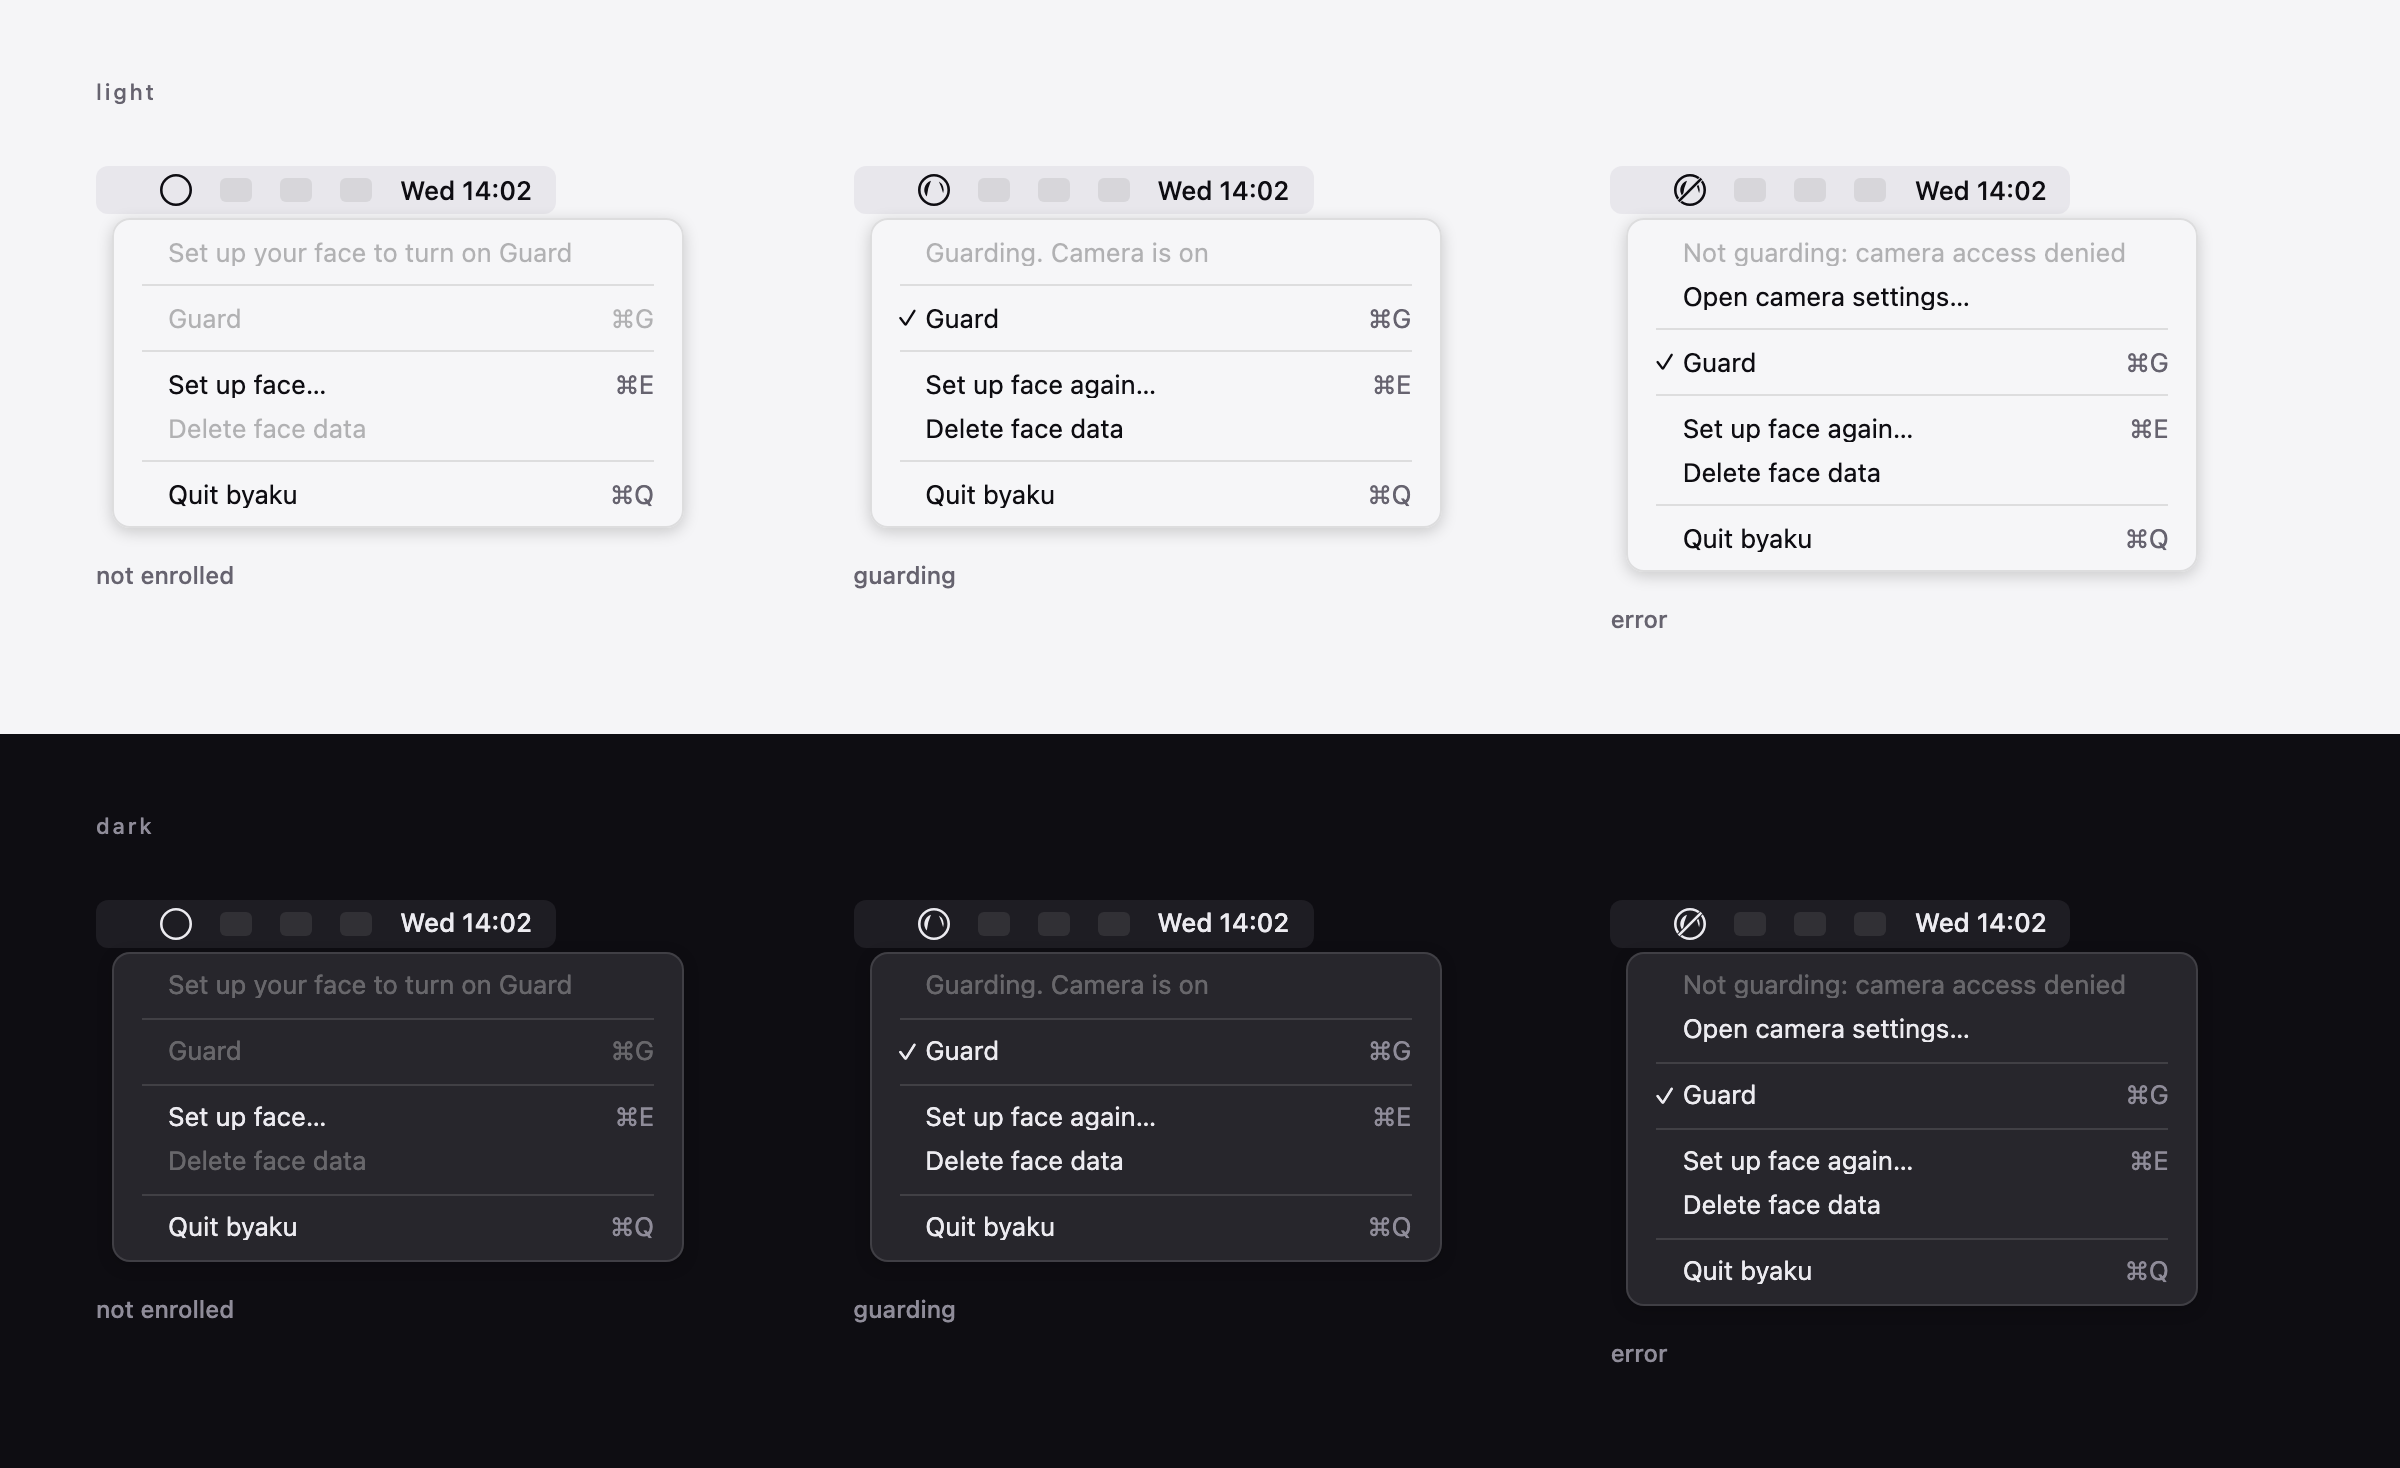 light
Wed 14:02
Set up your face to turn on Guard
Guard ⌘G
Set up face... ⌘E
Delete face data
Quit byaku ⌘Q
not enrolled
Wed 14:02
Guarding. Camera is on
✓ Guard ⌘G
Set up face again... ⌘E
Delete face data
Quit byaku ⌘Q
guarding
Wed 14:02
Not guarding: camera access denied
Open camera settings...
✓ Guard ⌘G
Set up face again... ⌘E
Delete face data
Quit byaku ⌘Q
error
dark
Wed 14:02
Set up your face to turn on Guard
Guard ⌘G
Set up face... ⌘E
Delete face data
Quit byaku ⌘Q
not enrolled
Wed 14:02
Guarding. Camera is on
✓ Guard ⌘G
Set up face again... ⌘E
Delete face data
Quit byaku ⌘Q
guarding
Wed 14:02
Not guarding: camera access denied
Open camera settings...
✓ Guard ⌘G
Set up face again... ⌘E
Delete face data
Quit byaku ⌘Q
error